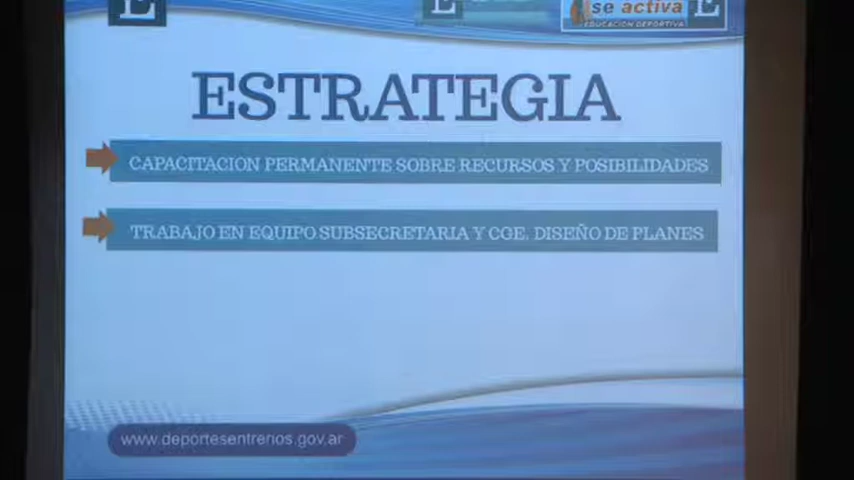 E
E
se activa
EDUCACION DEPORTIVA
E
ESTRATEGIA
CAPACITACION PERMANENTE SOBRE RECURSOS Y POSIBILIDADES
TRABAJO EN EQUIPO SUBSECRETARIA Y CGE. DISEÑO DE PLANES
www.deportesentrerios.gov.ar